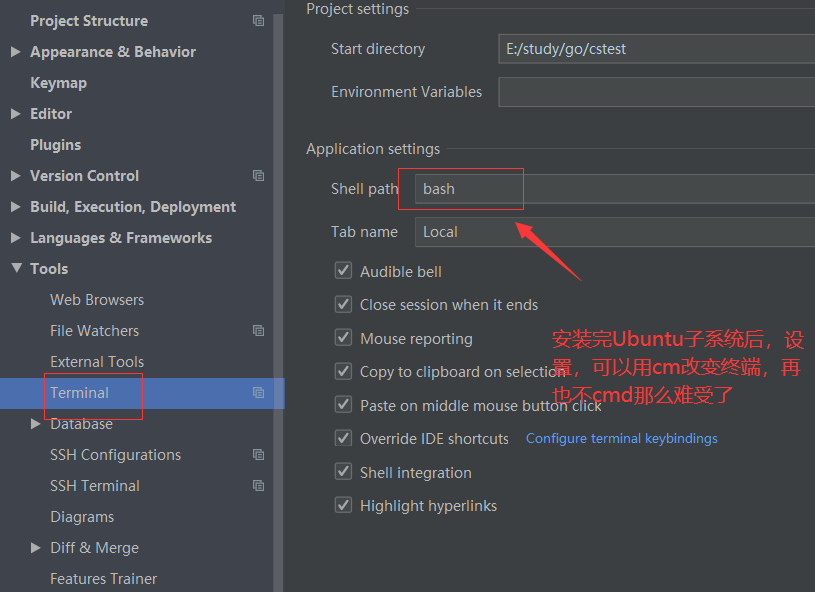 Project Structure
Appearance & Behavior
Keymap
Editor
Plugins
Version Control
Build, Execution, Deployment
Languages & Frameworks
Tools
Web Browsers
File Watchers
External Tools
Terminal
Database
SSH Configurations
SSH Terminal
Diagrams
Diff & Merge
Features Trainer
Project settings
Start directory E:/study/go/cstest
Environment Variables
Application settings
Shell path bash
Tab name Local
Audible bell
Close session when it ends
Mouse reporting
Copy to clipboard on selection
Paste on middle mouse button click
Override IDE shortcuts Configure terminal keybindings
Shell integration
Highlight hyperlinks
安装完Ubuntu子系统后，设
置，可以用cm改变终端，再
也不cmd那么难受了